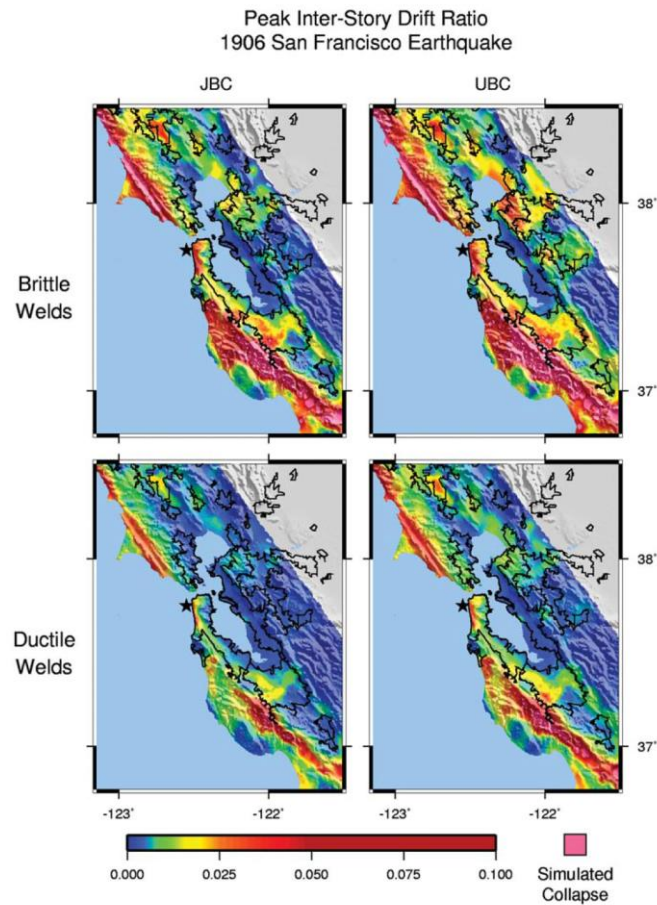 Peak Inter-Story Drift Ratio
1906 San Francisco Earthquake
JBC
UBC
Brittle
Welds
38˚
37˚
Ductile
Welds
38˚
37˚
-123˚
-122˚
-123˚
-122˚
0.000
0.025
0.050
0.075
0.100
Simulated
Collapse